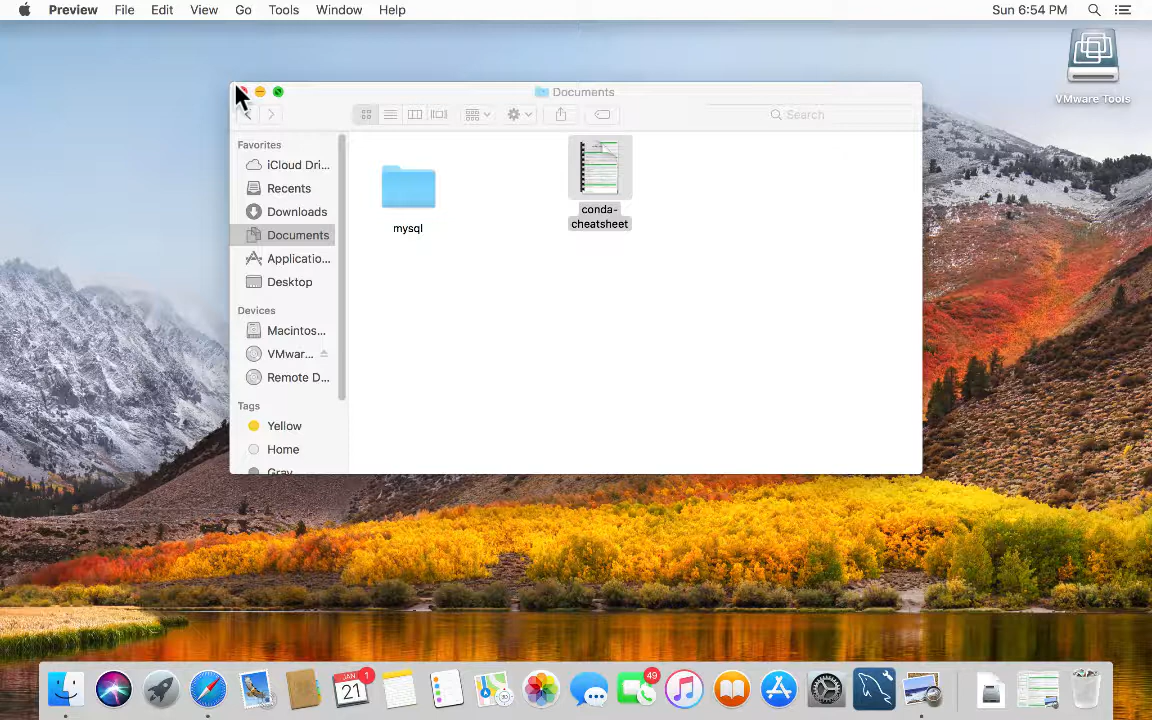 Preview File Edit View Go Tools Window Help Sun 6:54 PM
VMware Tools
Documents
Search
Favorites
iCloud Dri...
Recents
Downloads
Documents
Applicatio...
Desktop
Devices
Macintos...
VMwar...
Remote D...
Tags
Yellow
Home
Gray
mysql
conda-
cheatsheet
JAN
21
1
49